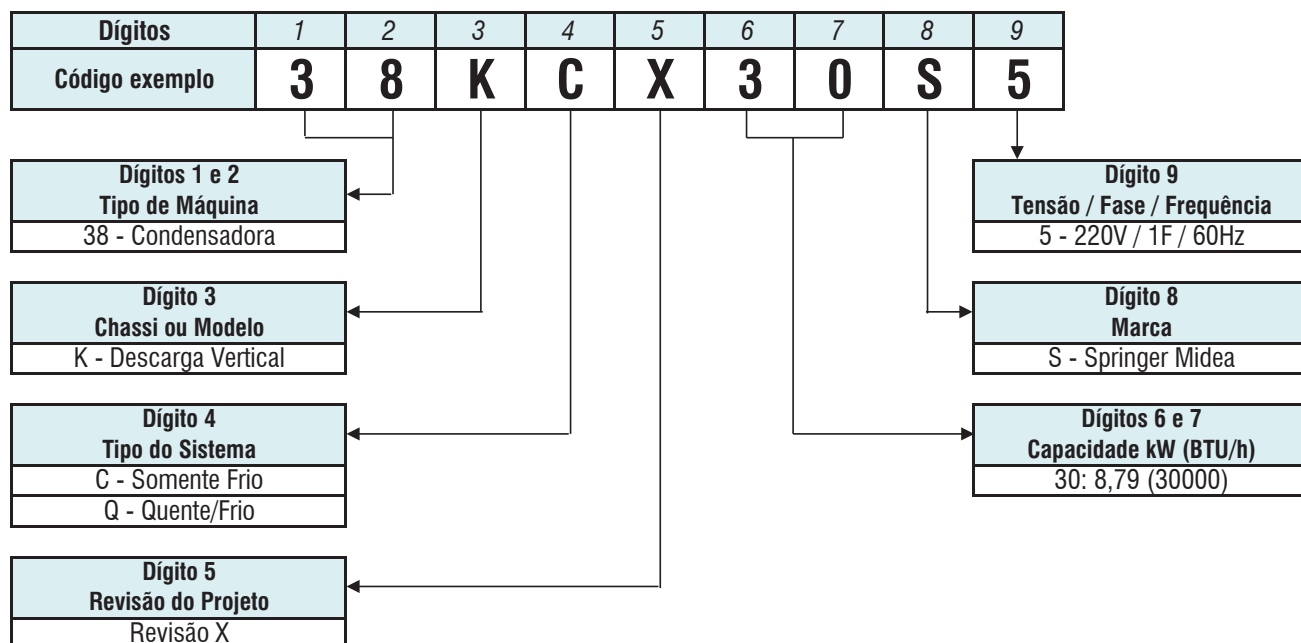 Dígitos 1 2 3 4 5 6 7 8 9
Código exemplo 3 8 K C X 3 0 S 5
Dígitos 1 e 2
Tipo de Máquina
38 - Condensadora
Dígito 9
Tensão / Fase / Frequência
5 - 220V / 1F / 60Hz
Dígito 3
Chassi ou Modelo
K - Descarga Vertical
Dígito 8
Marca
S - Springer Midea
Dígito 4
Tipo do Sistema
C - Somente Frio
Q - Quente/Frio
Dígitos 6 e 7
Capacidade kW (BTU/h)
30: 8,79 (30000)
Dígito 5
Revisão do Projeto
Revisão X